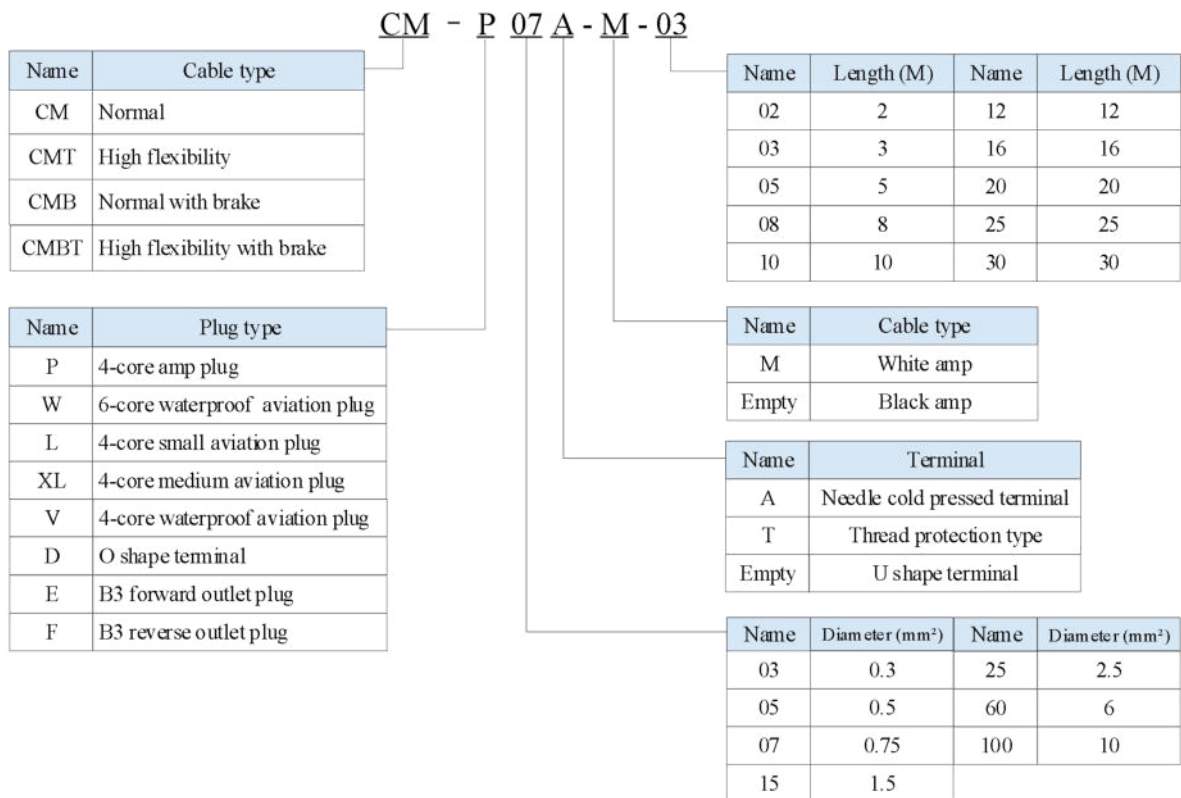 CM - P 07 A - M - 03
Name Cable type
CM Normal
CMT High flexibility
CMB Normal with brake
CMBT High flexibility with brake
Name Plug type
P 4-core amp plug
W 6-core waterproof aviation plug
L 4-core small aviation plug
XL 4-core medium aviation plug
V 4-core waterproof aviation plug
D O shape terminal
E B3 forward outlet plug
F B3 reverse outlet plug
Name Length (M) Name Length (M)
02 2 12 12
03 3 16 16
05 5 20 20
08 8 25 25
10 10 30 30
Name Cable type
M White amp
Empty Black amp
Name Terminal
A Needle cold pressed terminal
T Thread protection type
Empty U shape terminal
Name Diameter (mm²) Name Diameter (mm²)
03 0.3 25 2.5
05 0.5 60 6
07 0.75 100 10
15 1.5